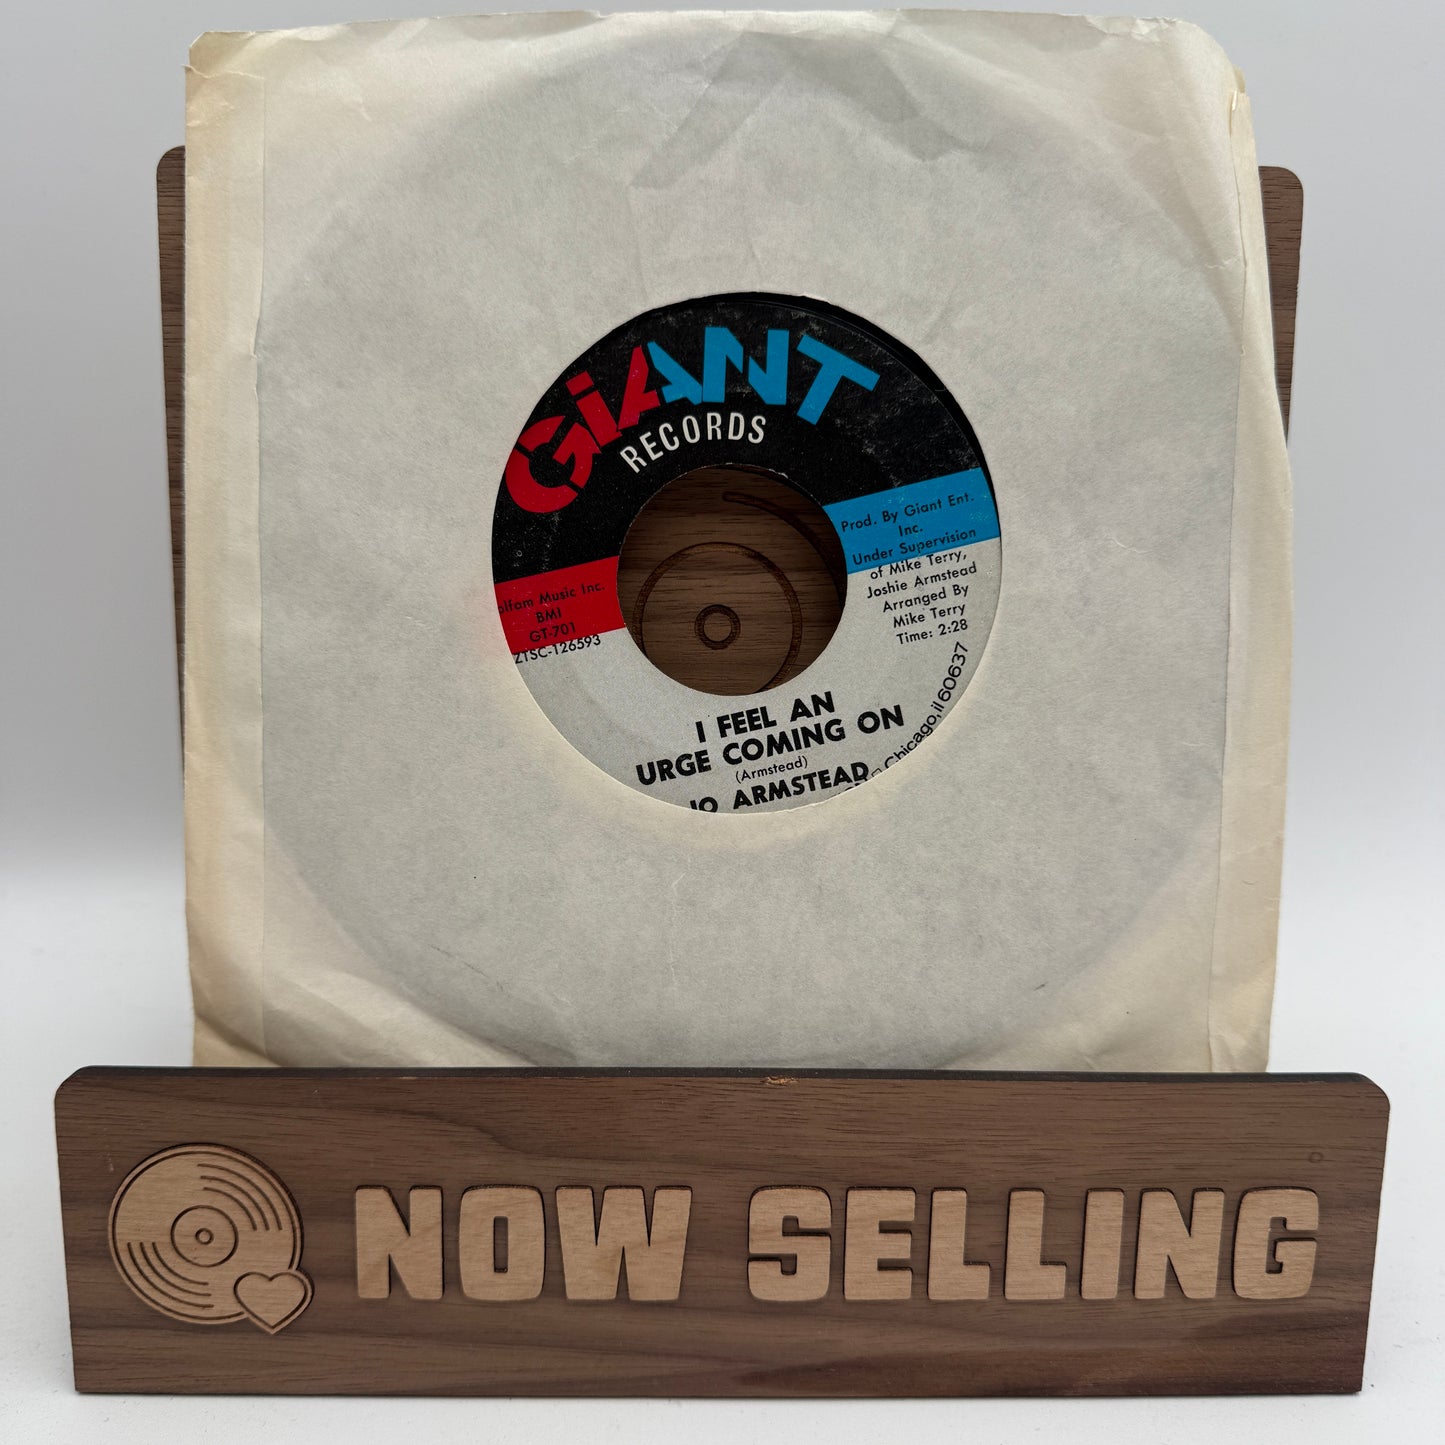 GIANT
RECORDS
Prod. By Giant Ent.
Inc.
Under Supervision
of Mike Terry,
Joshie Armstead
Arranged By
Mike Terry
Time: 2:28
olfam Music Inc.
BMI
GT-701
ZTSC-126593
I FEEL AN
URGE COMING ON
(Armstead)
JO ARMSTEAD
Chicago, il 60637
NOW SELLING